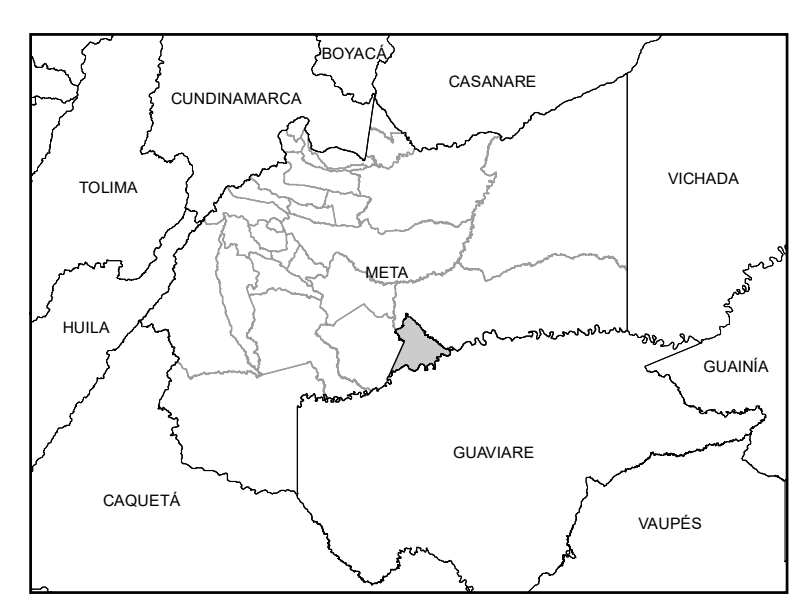 BOYACÁ
CASANARE
CUNDINAMARCA
VICHADA
TOLIMA
META
HUILA
GUAINÍA
GUAVIARE
CAQUETÁ
VAUPÉS